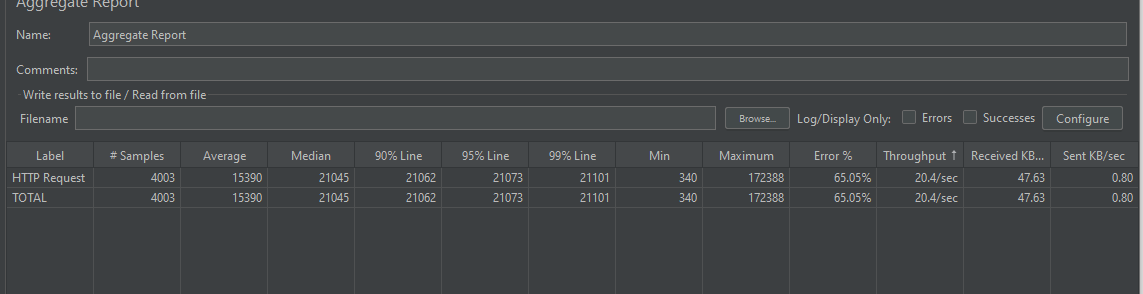 Aggregate Report
Name: Aggregate Report
Comments:
Write results to file / Read from file
Filename Browse... Log/Display Only: Errors Successes Configure
Label # Samples Average Median 90% Line 95% Line 99% Line Min Maximum Error % Throughput ↑ Received KB... Sent KB/sec
HTTP Request 4003 15390 21045 21062 21073 21101 340 172388 65.05% 20.4/sec 47.63 0.80
TOTAL 4003 15390 21045 21062 21073 21101 340 172388 65.05% 20.4/sec 47.63 0.80